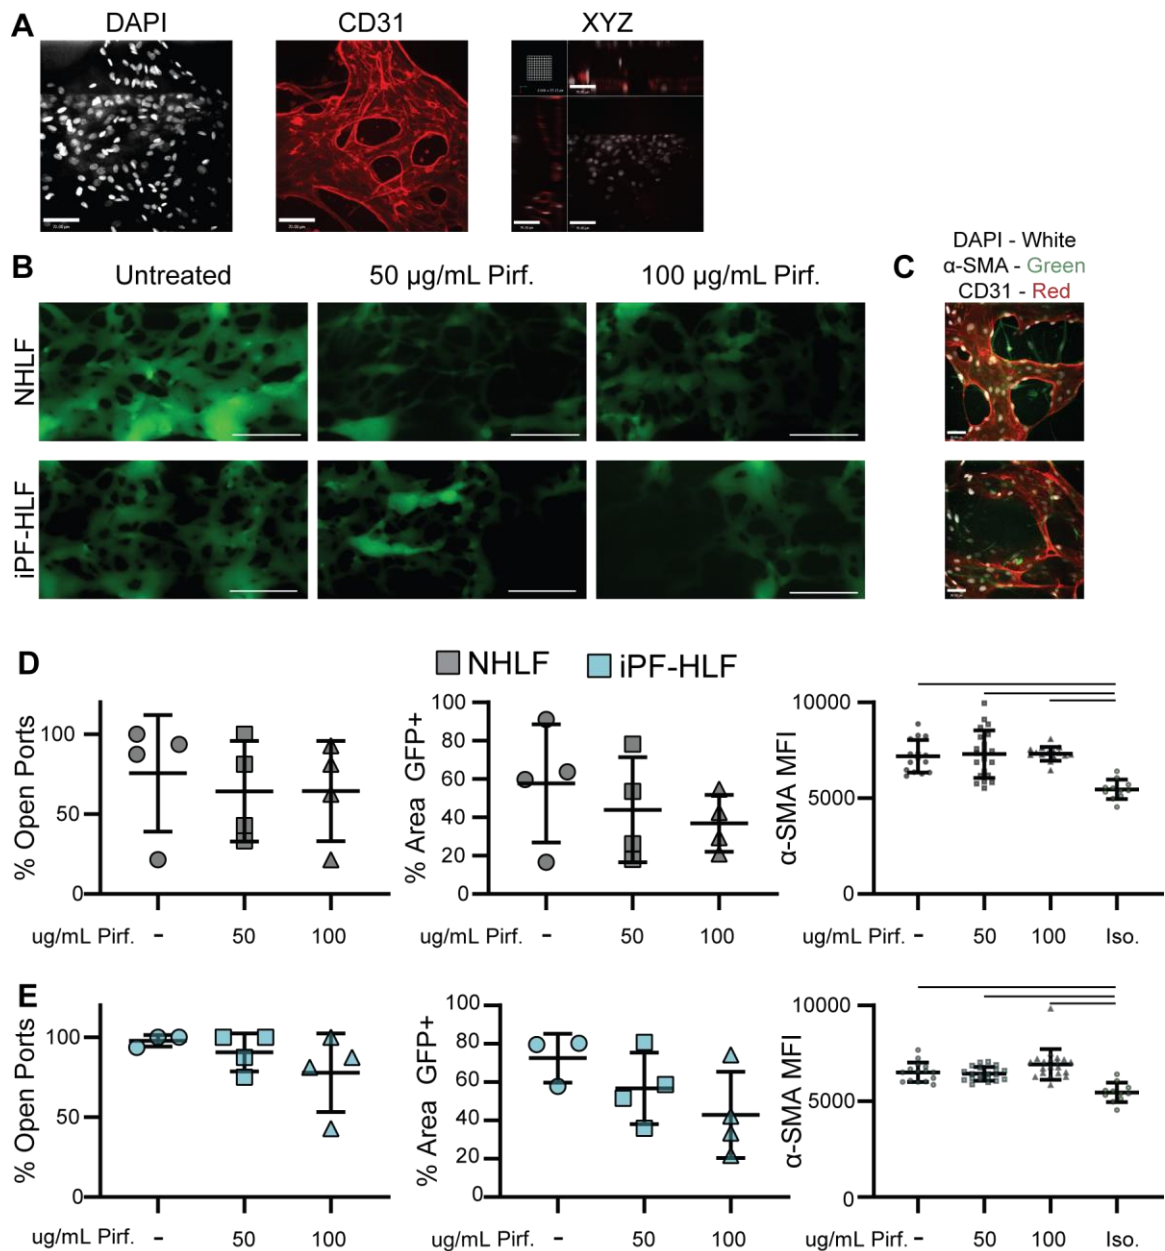 A
DAPI
CD31
XYZ
B
Untreated
50 µg/mL Pirf.
100 µg/mL Pirf.
NHLF
iPF-HLF
C
DAPI - White
α-SMA - Green
CD31 - Red
D
NHLF
iPF-HLF
% Open Ports
100
50
0
ug/mL Pirf. - 50 100
% Area GFP+
100
80
60
40
20
0
ug/mL Pirf. - 50 100
α-SMA MFI
10000
5000
0
ug/mL Pirf. - 50 100 Iso.
E
% Open Ports
100
50
0
ug/mL Pirf. - 50 100
% Area GFP+
100
80
60
40
20
0
ug/mL Pirf. - 50 100
α-SMA MFI
10000
5000
0
ug/mL Pirf. - 50 100 Iso.